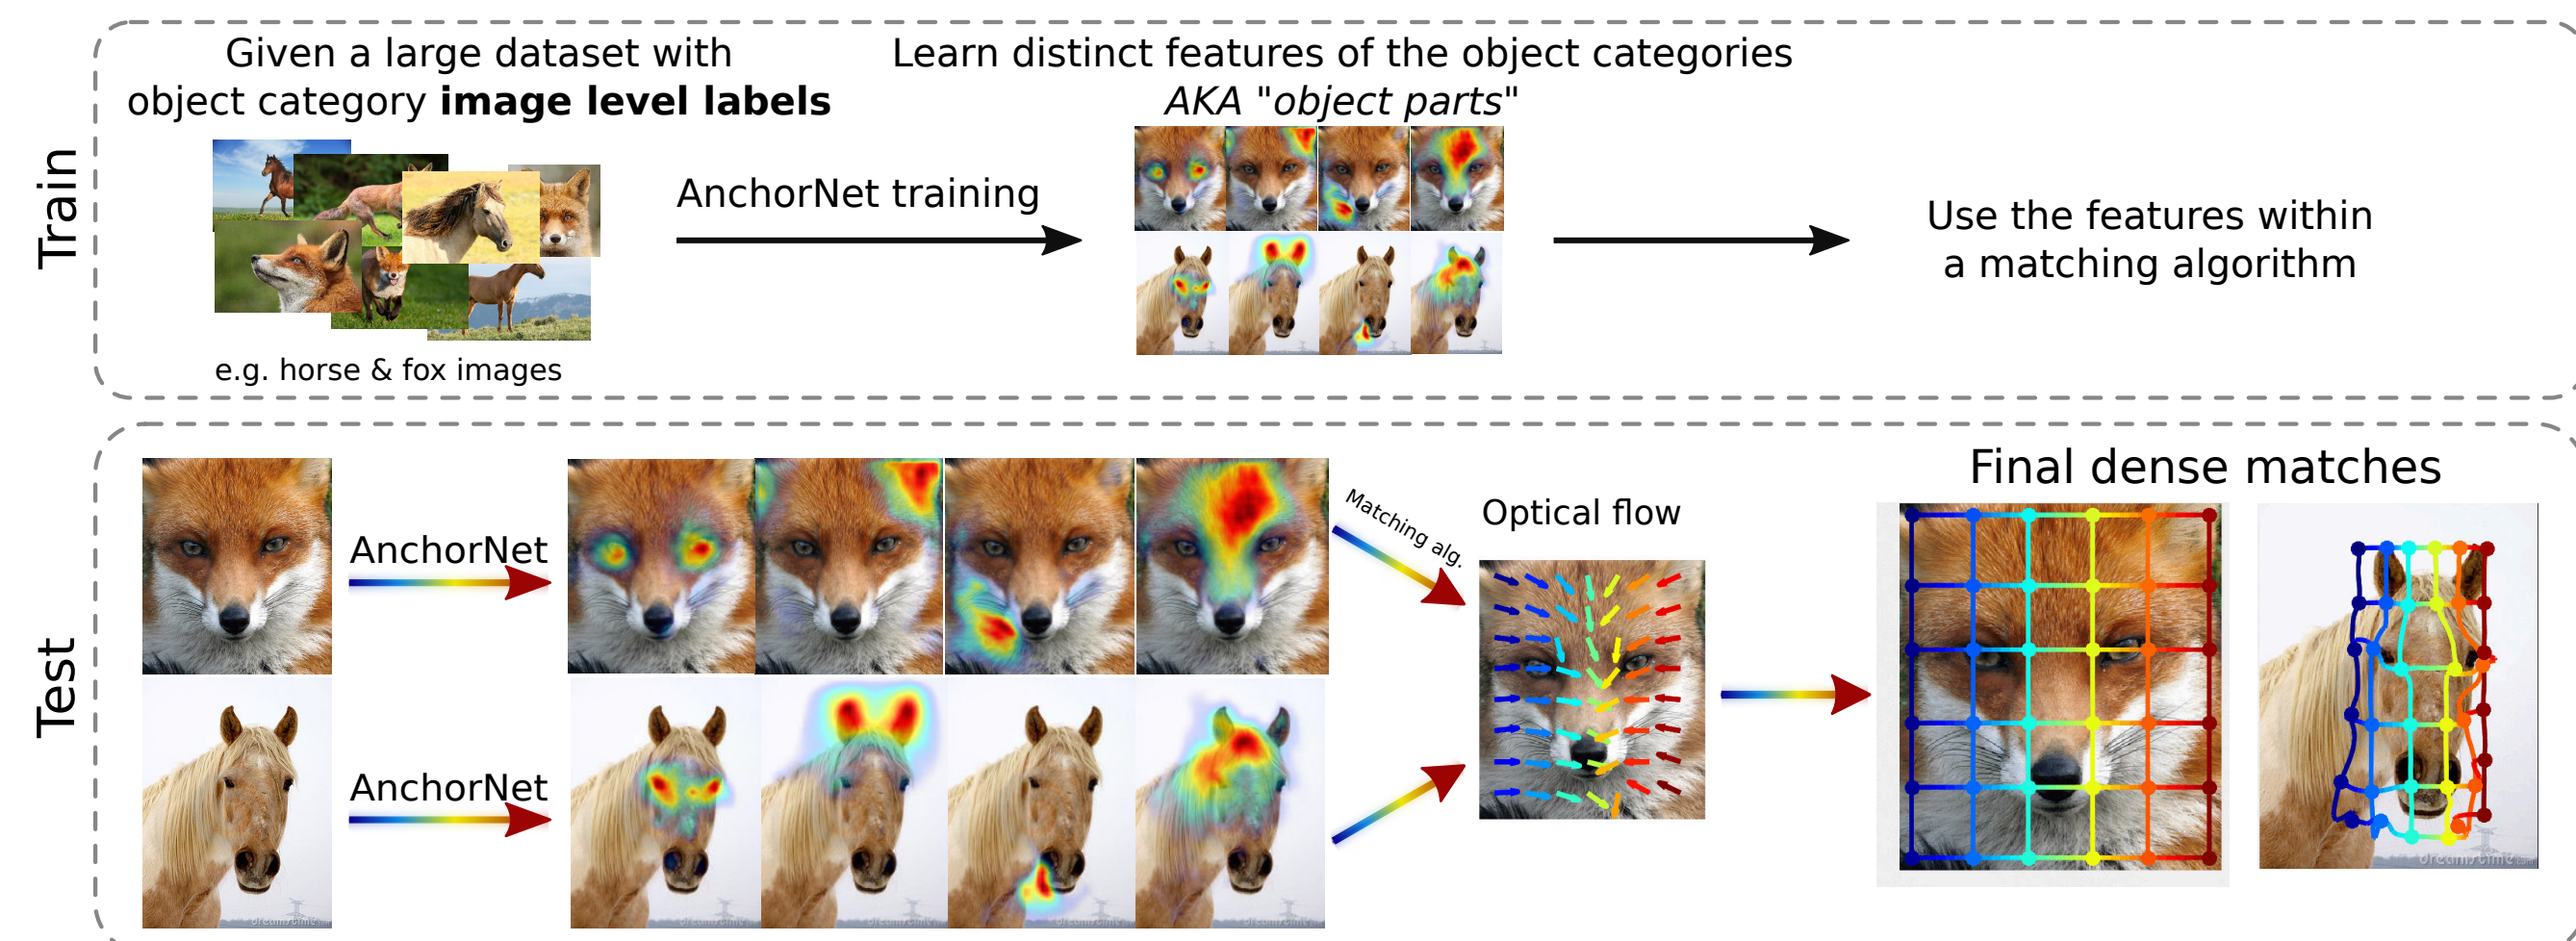 Train
Given a large dataset with
object category image level labels
e.g. horse & fox images
AnchorNet training
Learn distinct features of the object categories
AKA "object parts"
Use the features within
a matching algorithm
Test
AnchorNet
AnchorNet
Matching alg.
Optical flow
Final dense matches
dreamstime
dreamstime